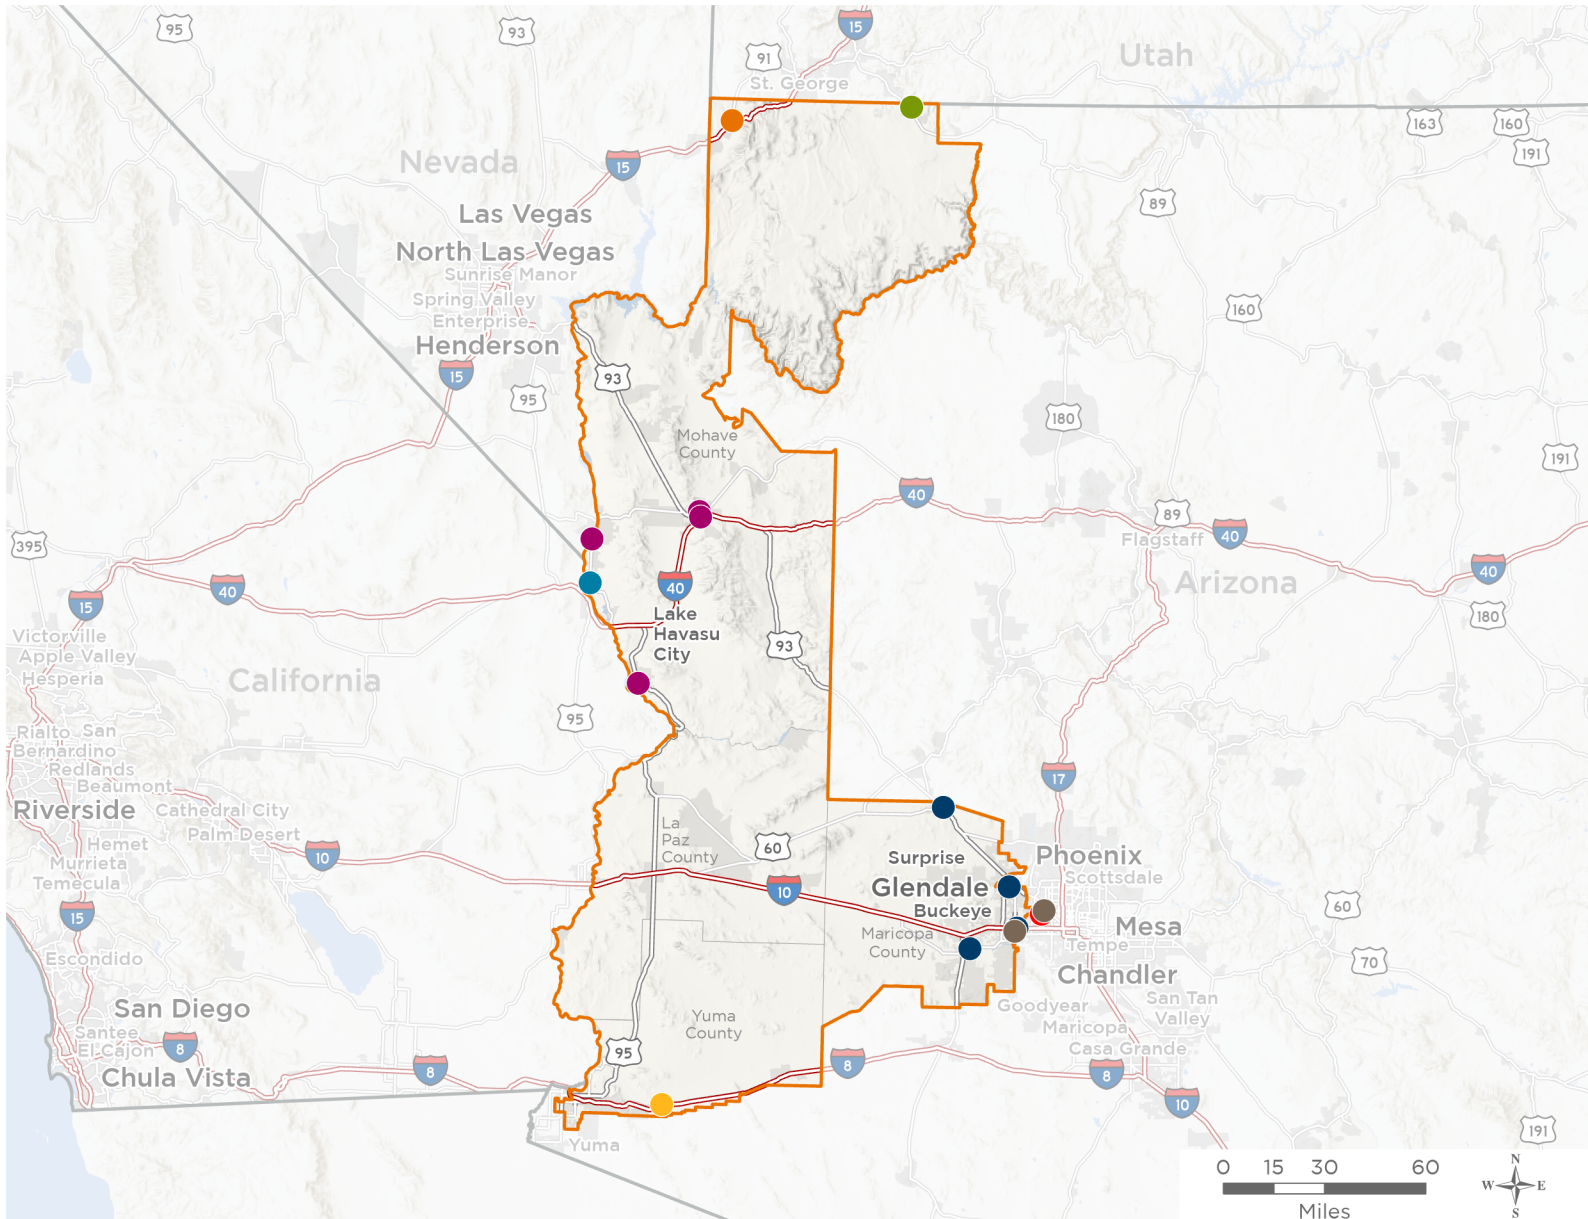 95
93
15
91
St. George
Utah
163
160
191
Nevada
15
89
Las Vegas
North Las Vegas
Sunrise Manor
Spring Valley
Enterprise
Henderson
160
15
95
93
180
Mohave
County
191
40
89
Flagstaff
40
395
40
15
40
40
Arizona
180
Lake
Havasu
City
93
Victorville
Apple Valley
Hesperia
California
95
Rialto
San
Bernardino
Redlands
Beaumont
Riverside
Cathedral City
Palm Desert
17
Hemet
Murrieta
Temecula
10
La
Paz
County
60
Surprise
Phoenix
Scottsdale
Glendale
10
Buckeye
15
60
Maricopa
County
Mesa
Tempe
Escondido
Chandler
70
San Diego
Goodyear
San Tan
Valley
Yuma
County
Maricopa
Santee
El Cajon
8
Casa Grande
95
8
8
8
Chula Vista
10
Yuma
191
0 15 30 60
Miles
N
W E
S